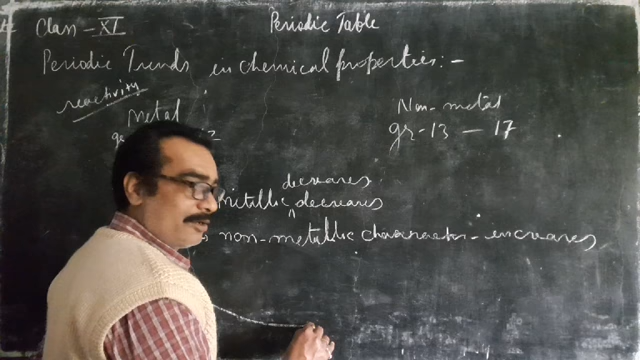 Class - XI
Periodic Table
Periodic Trends in chemical properties:-
reactivity
metal
Non-metal
gr-13 - 17
decreases
metallic decreases
non-metallic character - increases